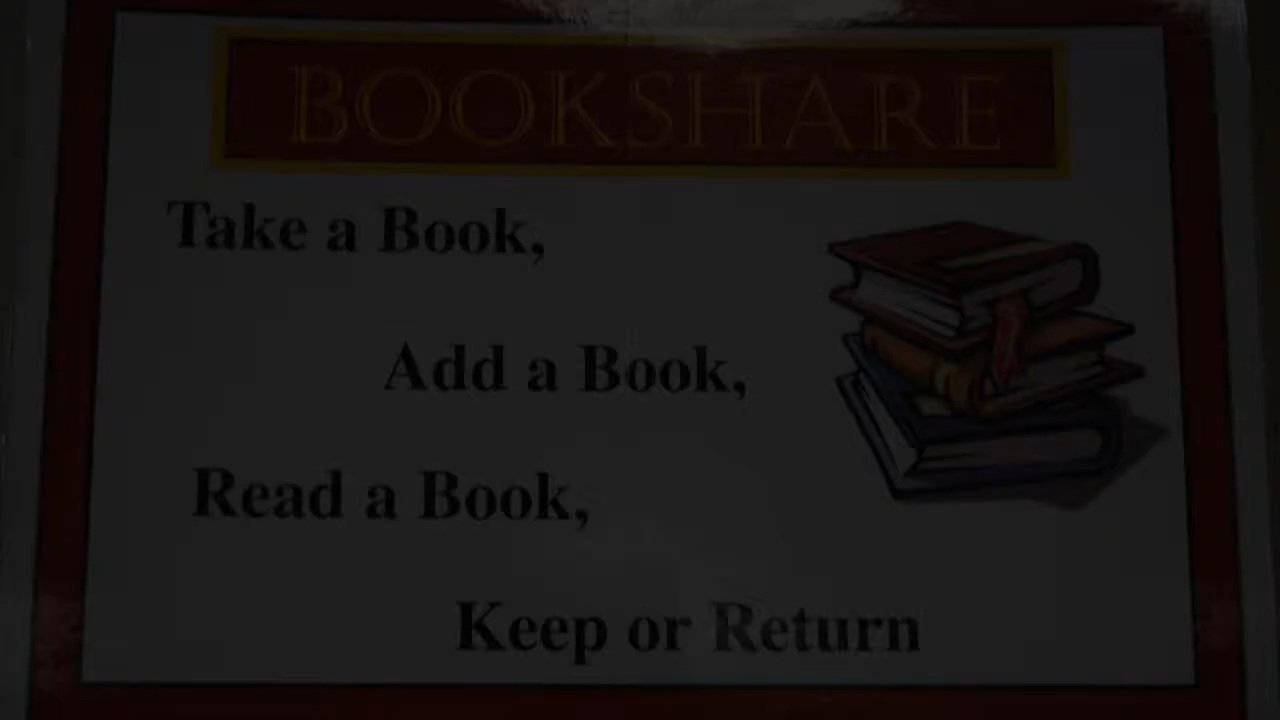 BOOKSHARE
Take a Book,
Add a Book,
Read a Book,
Keep or Return